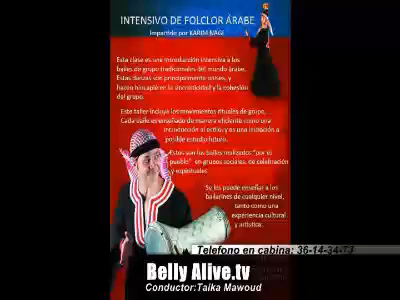 INTENSIVO DE FOLCLOR ÁRABE
Impartido por KARIM NAGI
Esta clase es una introducción intensiva a los
bailes de grupo tradicionales del mundo árabe.
Estas danzas son principalmente
hacen hincapié en la sincronicidad y la cohesión
del grupo.
Este taller incluye los movimientos rituales de grupo.
Cada baile es enseñado de manera eficiente como una
introducción al estilo y es una invitación a
posible estudio futuro.
Estos son los bailes realizados "por el
pueblo" en grupos sociales, de celebración
y espirituales
Se les puede enseñar a los
bailarines de cualquier nivel,
tanto como una
experiencia cultural
y artística.
Telefono en cabina: 36-14-34-
Belly Alive.tv
Conductor:Talka Mawoud